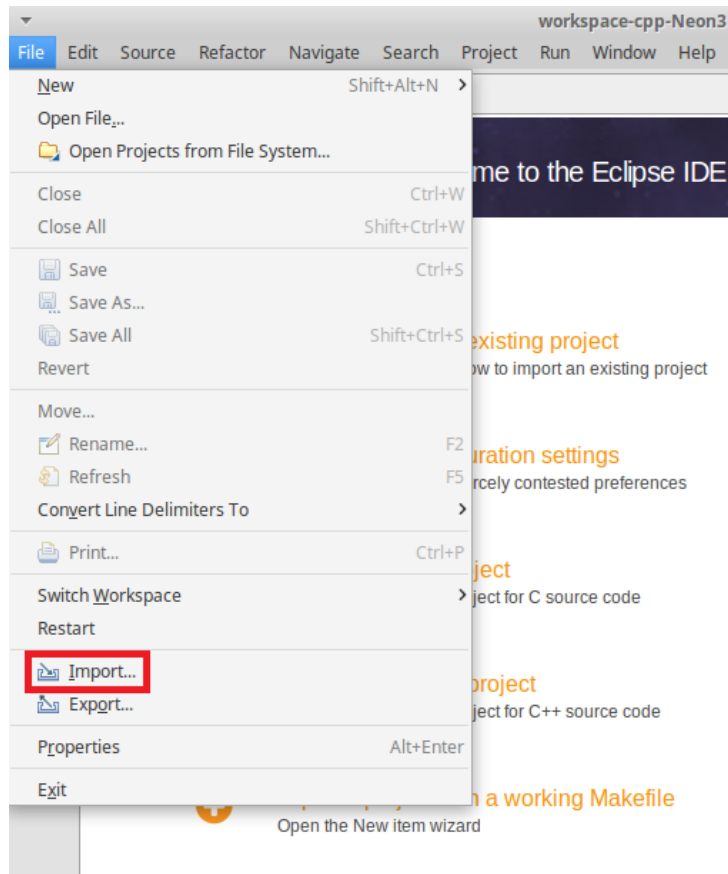 workspace-cpp-Neon3
File Edit Source Refactor Navigate Search Project Run Window Help
New Shift+Alt+N
Open File...
Open Projects from File System...
Close Ctrl+W
Close All Shift+Ctrl+W
Save Ctrl+S
Save As...
Save All Shift+Ctrl+S
Revert
Move...
Rename... F2
Refresh F5
Convert Line Delimiters To
Print... Ctrl+P
Switch Workspace
Restart
Import...
Export...
Properties Alt+Enter
Exit
me to the Eclipse IDE
existing project
how to import an existing project
settings
contested preferences
ject
ject for C source code
project
ject for C++ source code
a working Makefile
Open the New item wizard